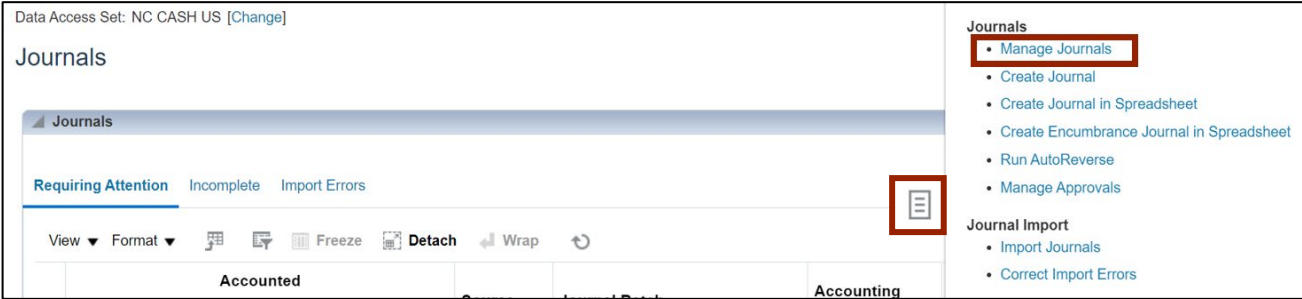 Data Access Set: NC CASH US [Change]
Journals
Journals
Requiring Attention Incomplete Import Errors
View Format Freeze Detach Wrap
Accounted
Accounting
Journals
Manage Journals
Create Journal
Create Journal in Spreadsheet
Create Encumbrance Journal in Spreadsheet
Run AutoReverse
Manage Approvals
Journal Import
Import Journals
Correct Import Errors